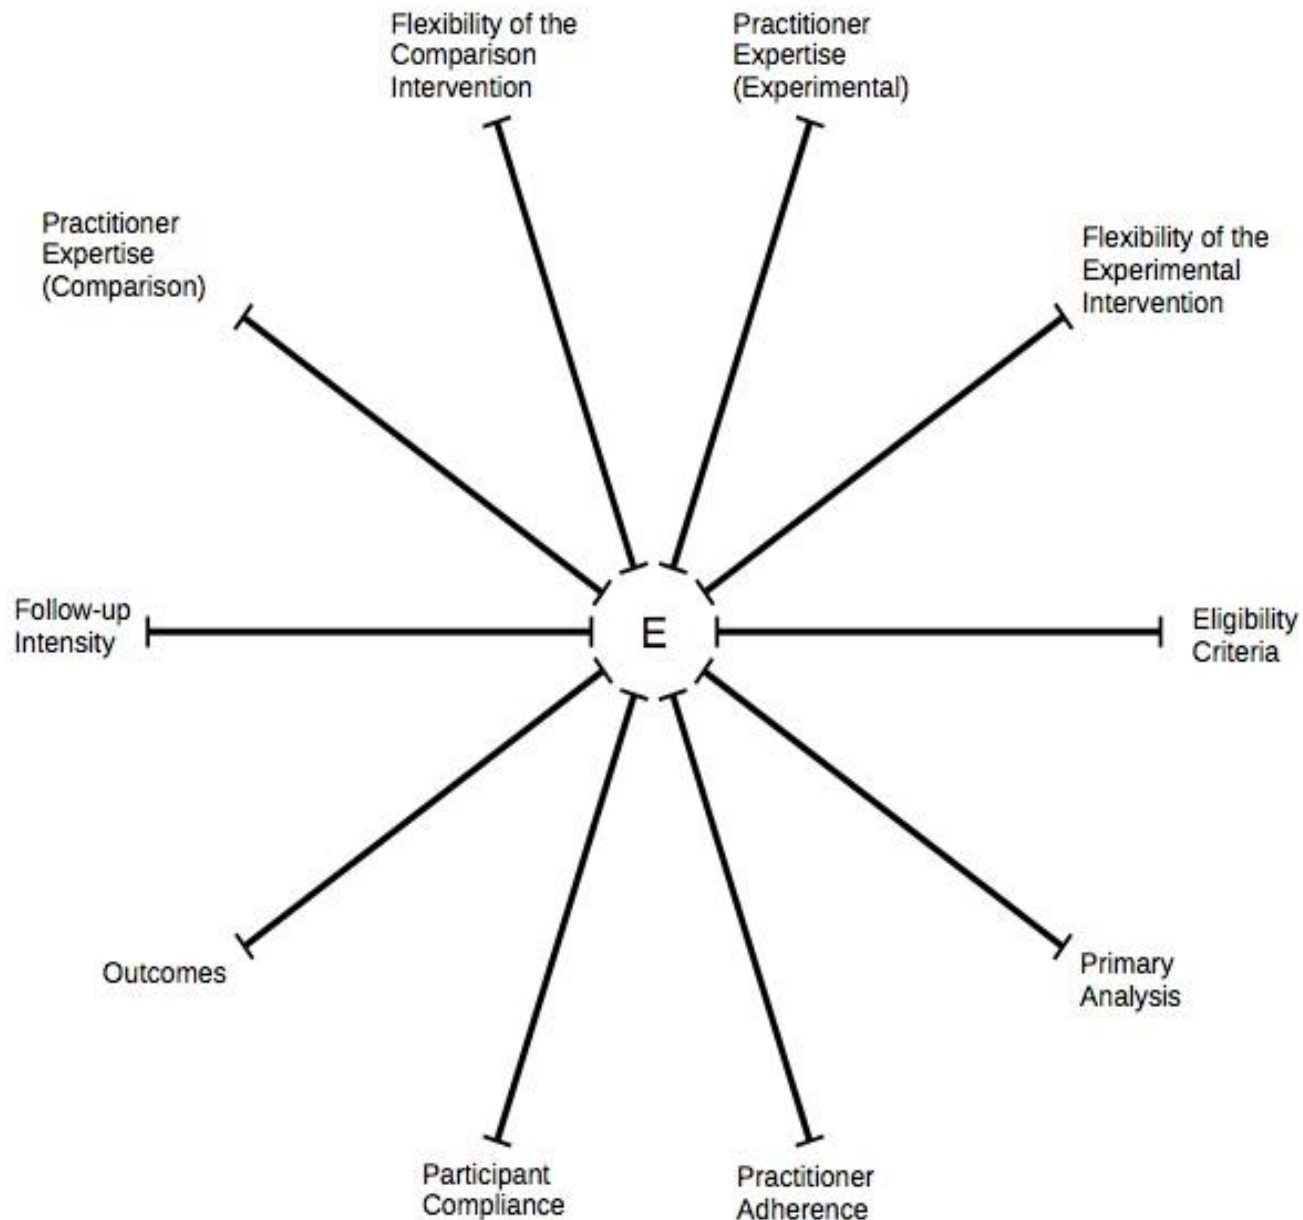 Flexibility of the
Comparison
Intervention
Practitioner
Expertise
(Experimental)
Practitioner
Expertise
(Comparison)
Flexibility of the
Experimental
Intervention
Follow-up
Intensity
E
Eligibility
Criteria
Outcomes
Primary
Analysis
Participant
Compliance
Practitioner
Adherence